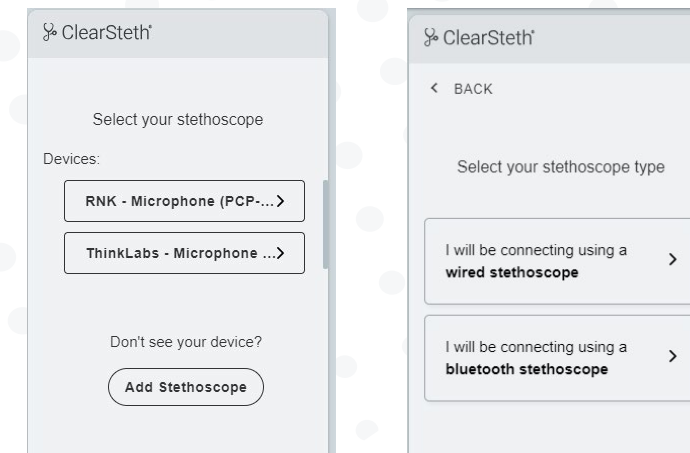 ClearSteth®
Select your stethoscope
Devices:
RNK - Microphone (PCP-...
ThinkLabs - Microphone ...
Don't see your device?
Add Stethoscope
ClearSteth®
BACK
Select your stethoscope type
I will be connecting using a
wired stethoscope
I will be connecting using a
bluetooth stethoscope